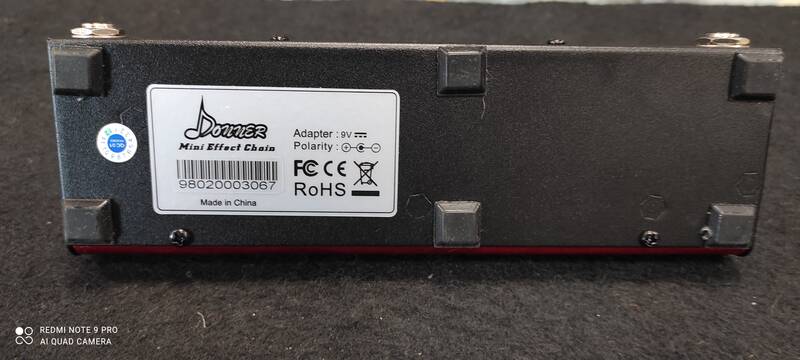 DONNER
Mini Effect Chain
98020003067
Made in China
Adapter : 9V
Polarity :
FC CE
RoHS
REDMI NOTE 9 PRO
AI QUAD CAMERA